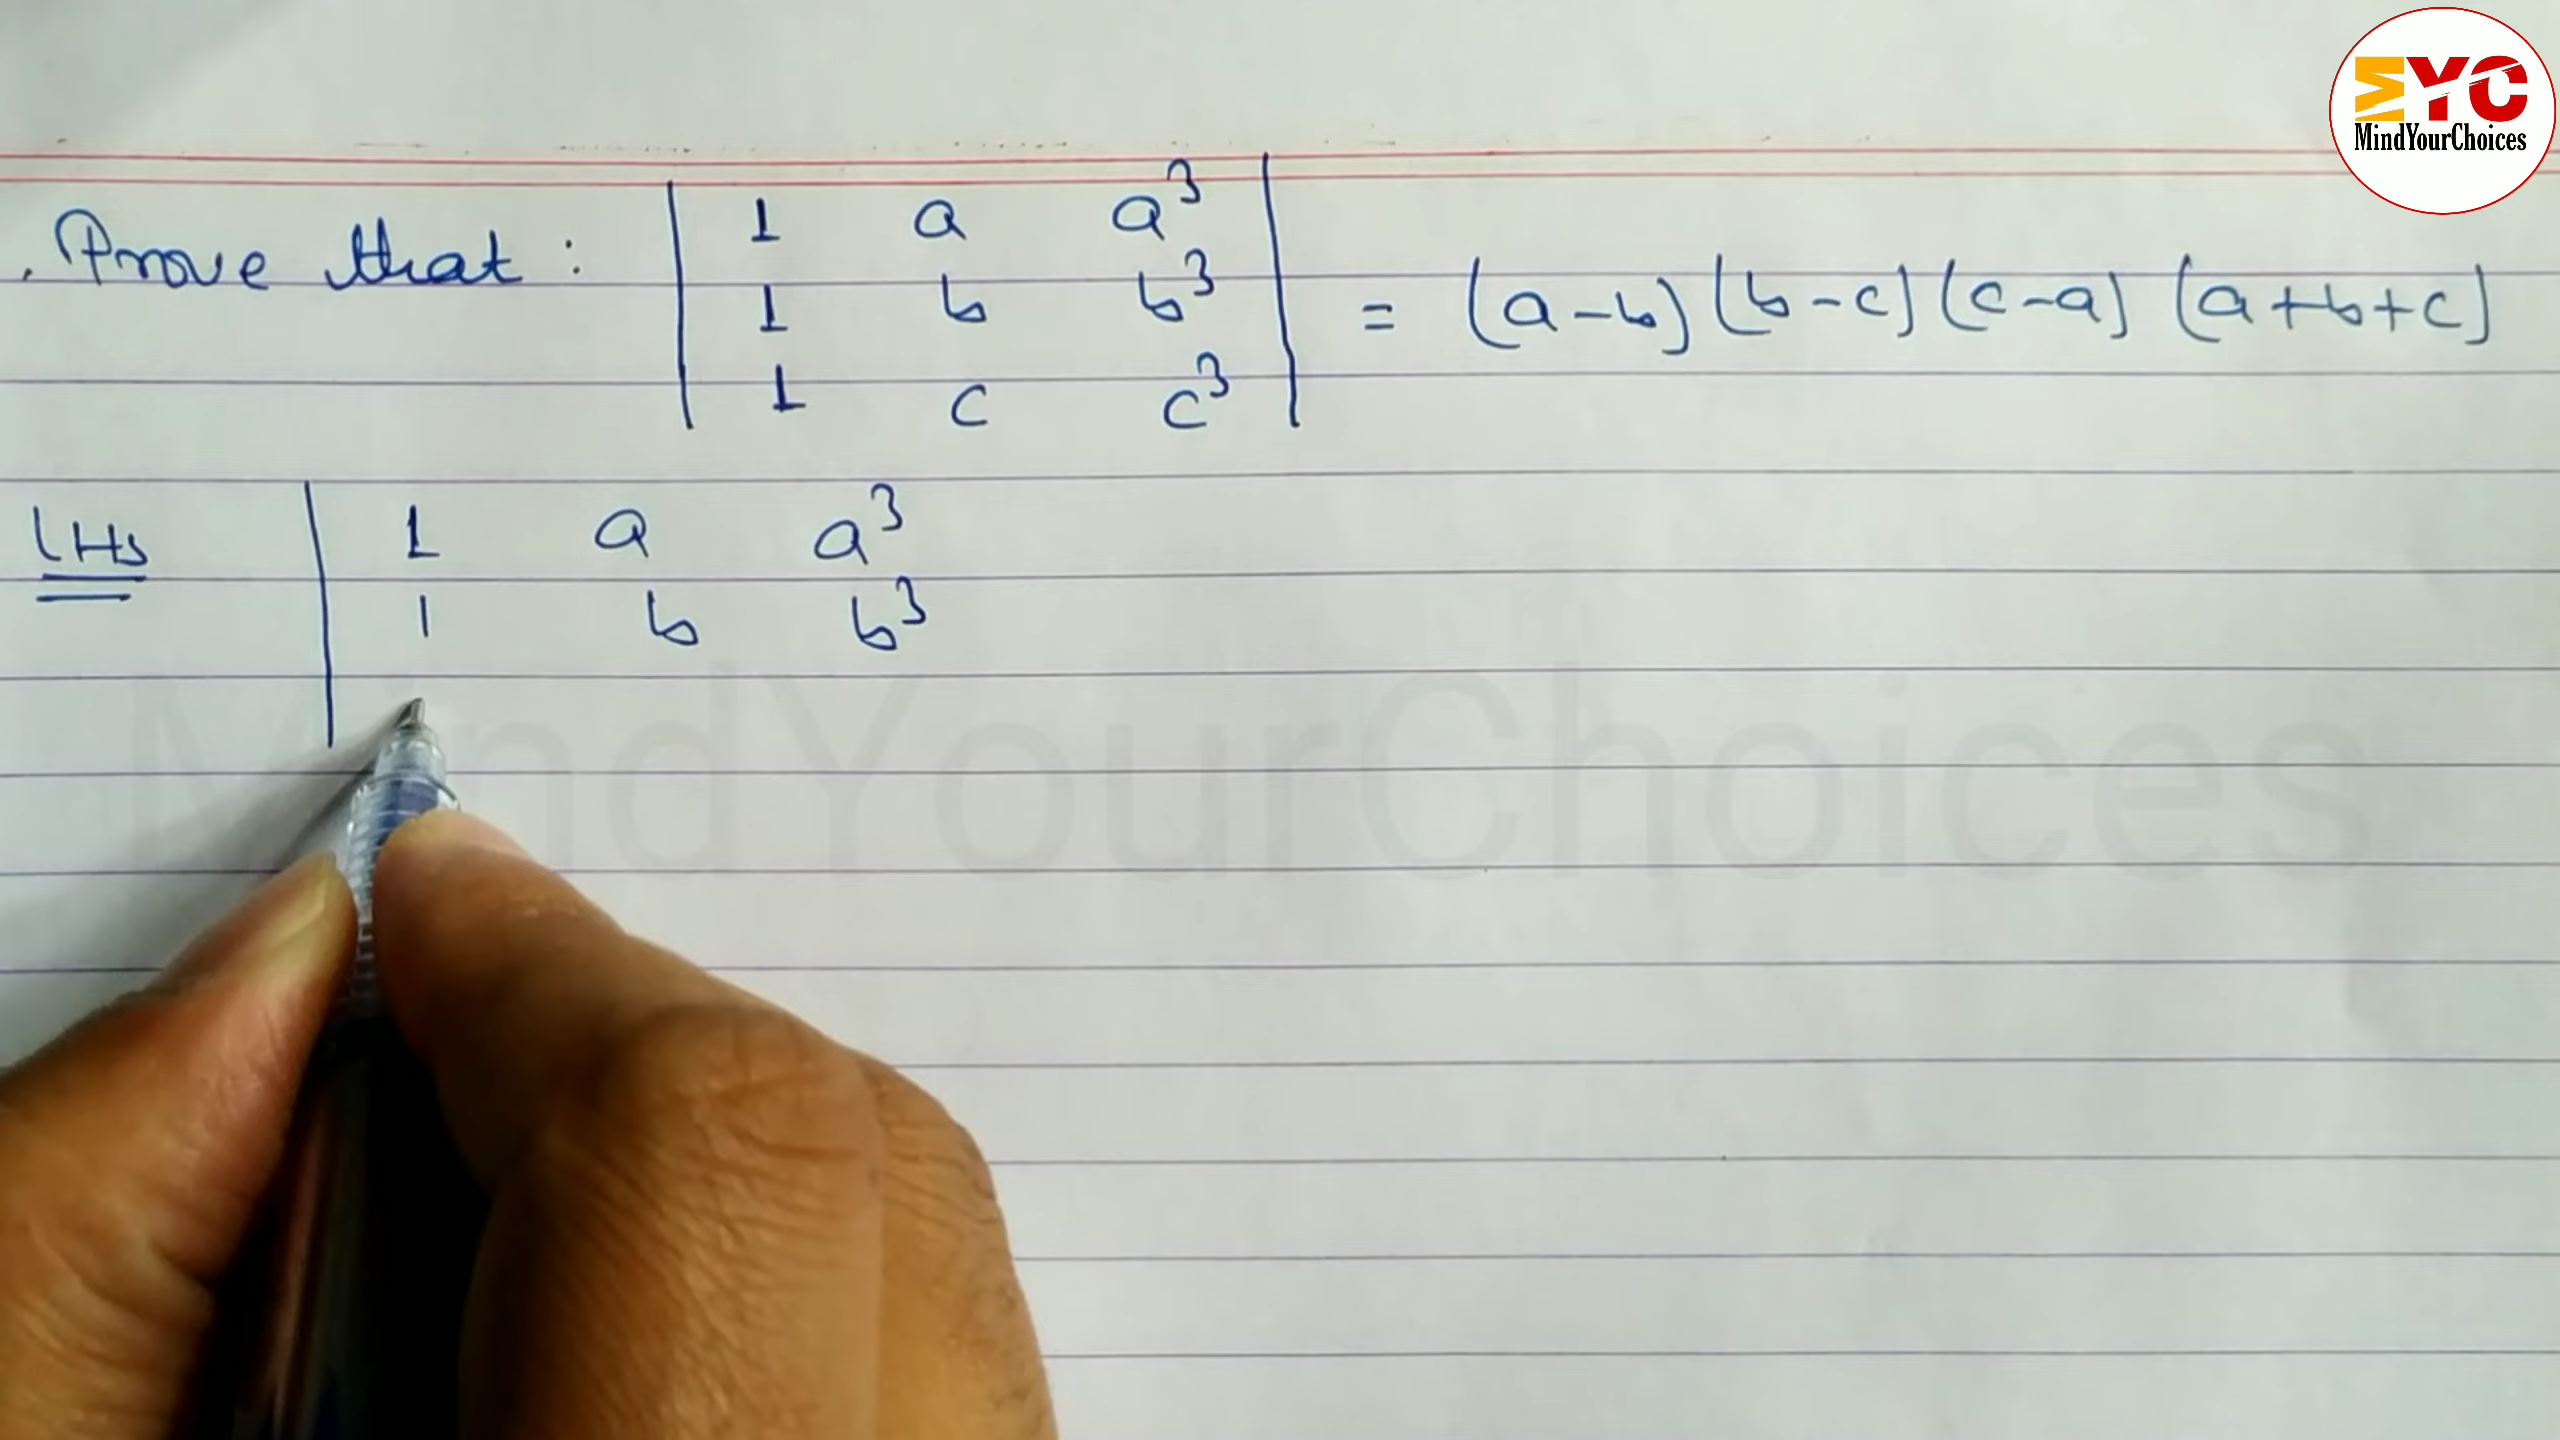 MYC
MindYourChoices
. Prove that : | 1 a a³ |
| 1 b b³ | = (a-b) (b-c) (c-a) (a+b+c)
| 1 c c³ |
LHS | 1 a a³
| 1 b b³
MindYourChoices